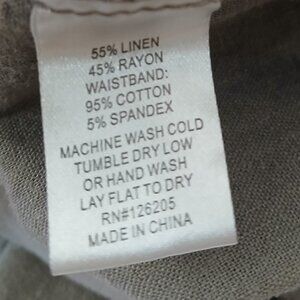 55% LINEN
45% RAYON
WAISTBAND:
95% COTTON
5% SPANDEX
MACHINE WASH COLD
TUMBLE DRY LOW
OR HAND WASH
LAY FLAT TO DRY
RN#126205
MADE IN CHINA